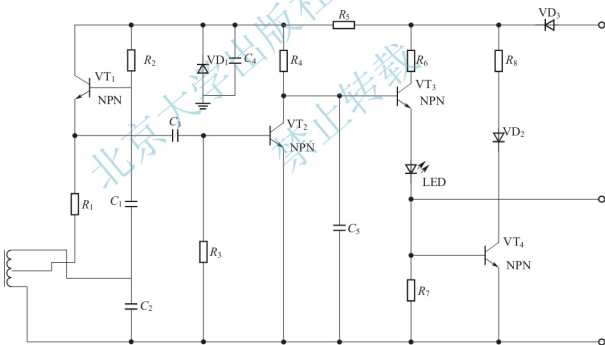 R5
VD3
R2
VD1
C4
R4
R6
R8
VT1
NPN
VT3
NPN
C3
VT2
NPN
VD2
LED
R1
C1
R3
C5
VT4
NPN
R7
C2
北京大学出版社
禁止转载